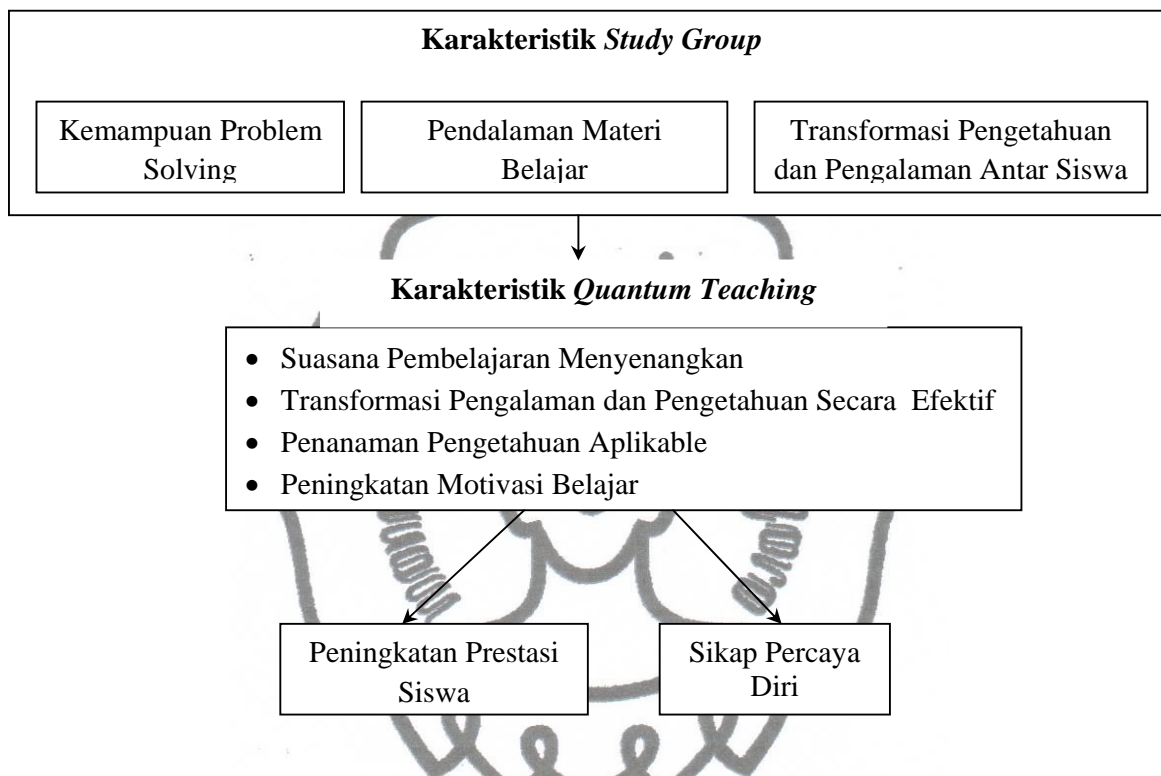 Karakteristik Study Group
Kemampuan Problem
Solving
Pendalaman Materi
Belajar
Transformasi Pengetahuan
dan Pengalaman Antar Siswa
Karakteristik Quantum Teaching
• Suasana Pembelajaran Menyenangkan
• Transformasi Pengalaman dan Pengetahuan Secara Efektif
• Penanaman Pengetahuan Aplikable
• Peningkatan Motivasi Belajar
Peningkatan Prestasi
Siswa
Sikap Percaya
Diri